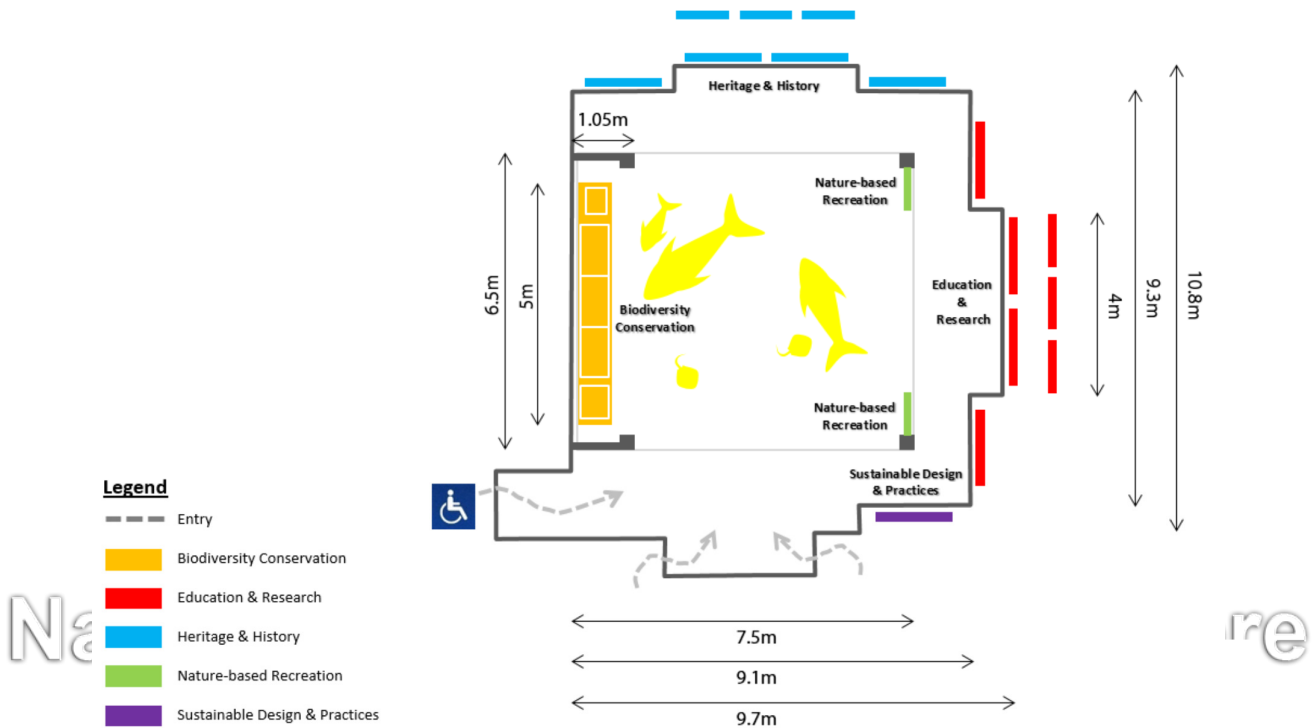 Heritage & History
1.05m
Nature-based
Recreation
6.5m
5m
Biodiversity
Conservation
Education
&
Research
4m
9.3m
10.8m
Nature-based
Recreation
Sustainable Design
& Practices
Legend
Entry
Biodiversity Conservation
Education & Research
Heritage & History
Nature-based Recreation
Sustainable Design & Practices
7.5m
9.1m
9.7m
Na
re